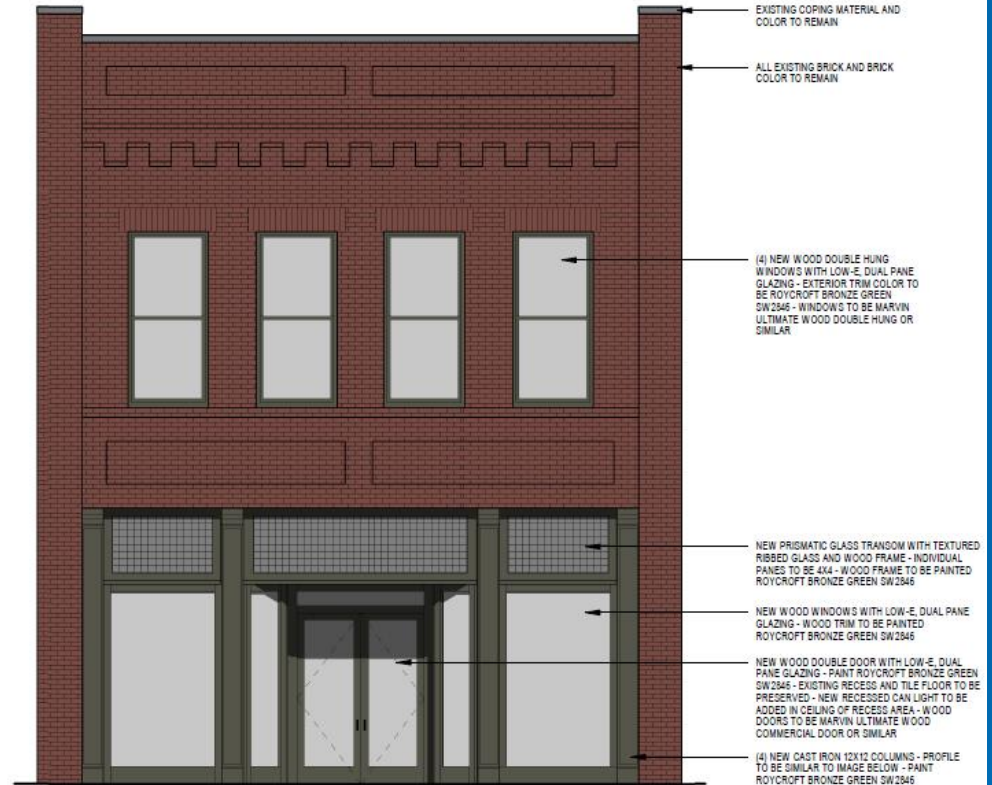 EXISTING COPING MATERIAL AND
COLOR TO REMAIN
ALL EXISTING BRICK AND BRICK
COLOR TO REMAIN
(4) NEW WOOD DOUBLE HUNG
WINDOWS WITH LOW-E, DUAL PANE
GLAZING - EXTERIOR TRIM COLOR TO
BE ROYCROFT BRONZE GREEN
SW2846 - WINDOWS TO BE MARVIN
ULTIMATE WOOD DOUBLE HUNG OR
SIMILAR
NEW PRISMATIC GLASS TRANSOM WITH TEXTURED
RIBBED GLASS AND WOOD FRAME - INDIVIDUAL
PANES TO BE 4X4 - WOOD FRAME TO BE PAINTED
ROYCROFT BRONZE GREEN SW2846
NEW WOOD WINDOWS WITH LOW-E, DUAL PANE
GLAZING - WOOD TRIM TO BE PAINTED
ROYCROFT BRONZE GREEN SW2846
NEW WOOD DOUBLE DOOR WITH LOW-E, DUAL
PANE GLAZING - PAINT ROYCROFT BRONZE GREEN
SW2846 - EXISTING RECESS AND TILE FLOOR TO BE
PRESERVED - NEW RECESSED CAN LIGHT TO BE
ADDED IN CEILING OF RECESS AREA - WOOD
DOORS TO BE MARVIN ULTIMATE WOOD
COMMERCIAL DOOR OR SIMILAR
(4) NEW CAST IRON 12X12 COLUMNS - PROFILE
TO BE SIMILAR TO IMAGE BELOW - PAINT
ROYCROFT BRONZE GREEN SW2846